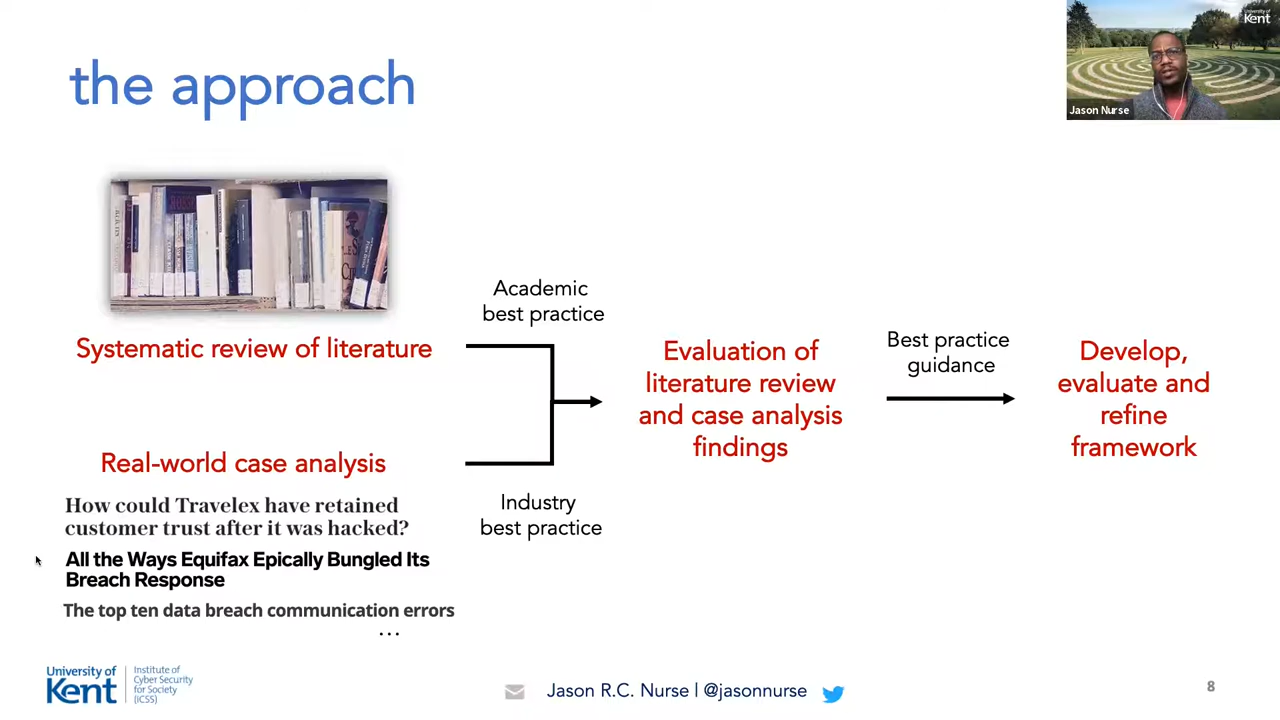 the approach
University of
Kent
Jason Nurse
Academic
best practice
Systematic review of literature
Real-world case analysis
How could Travelex have retained
customer trust after it was hacked?
All the Ways Equifax Epically Bungled Its
Breach Response
The top ten data breach communication errors
...
Industry
best practice
Evaluation of
literature review
and case analysis
findings
Best practice
guidance
Develop,
evaluate and
refine
framework
University of
Kent
Institute of
Cyber Security
for Society
(iCSS)
Jason R.C. Nurse | @jasonnurse
8